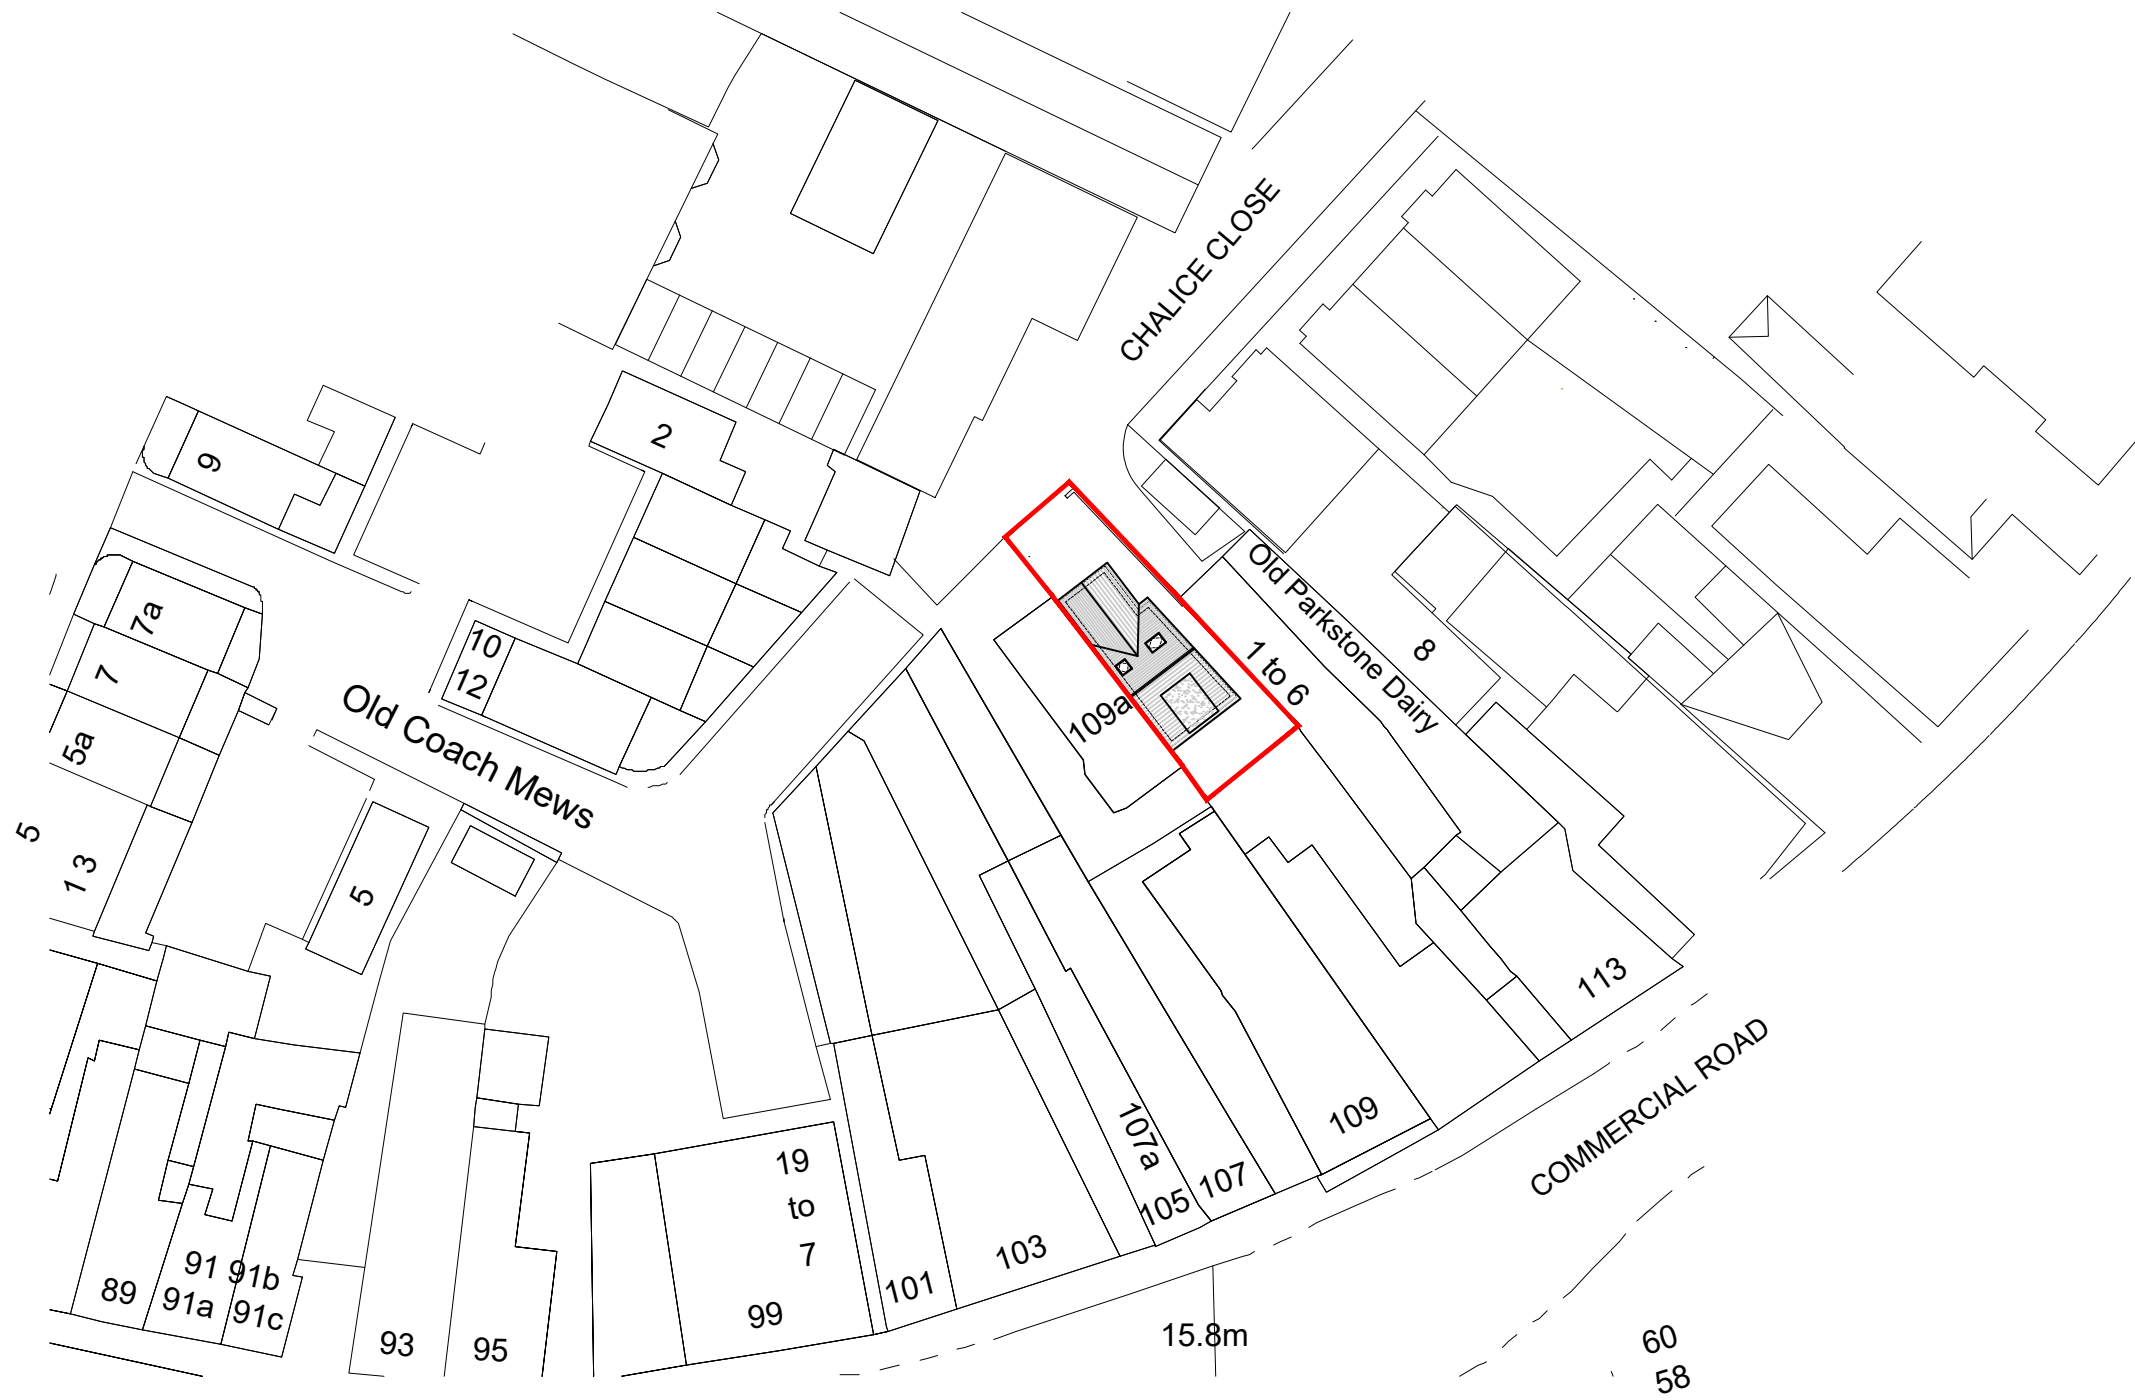 CHALICE CLOSE
2
9
Old Parkstone Dairy
1 to 6
8
7a
7
5a
5
1 3
10
12
Old Coach Mews
109a
5
113
COMMERCIAL ROAD
109
107a
107
105
103
101
19
to
7
99
89
91
91a
91b
91c
93
95
15.8m
60
58